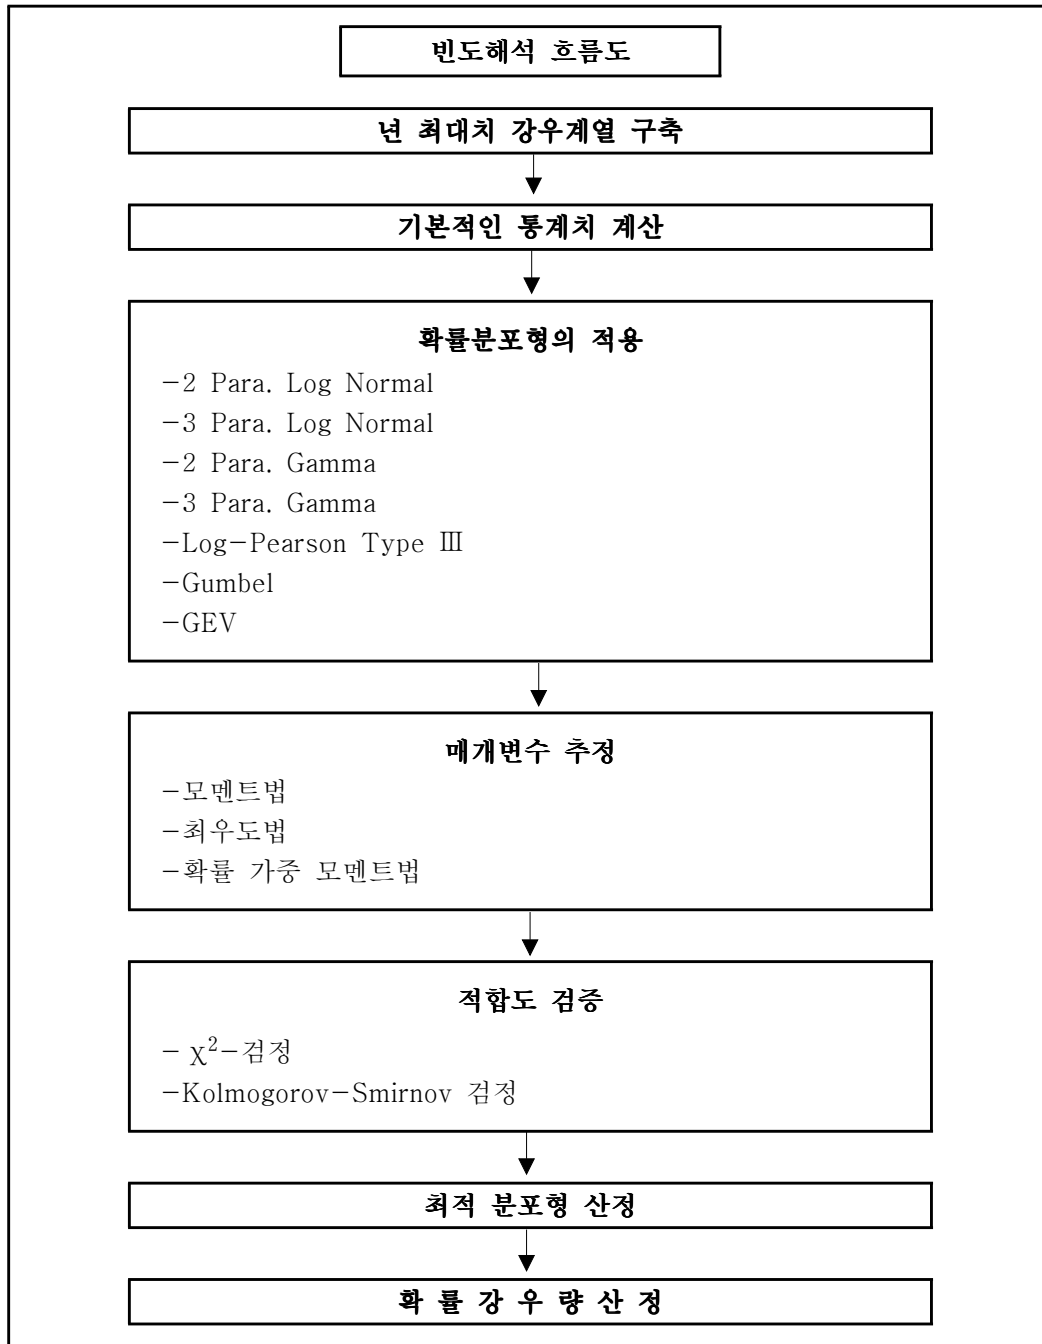 빈도해석 흐름도
년 최대치 강우계열 구축
기본적인 통계치 계산
확률분포형의 적용
-2 Para. Log Normal
-3 Para. Log Normal
-2 Para. Gamma
-3 Para. Gamma
-Log-Pearson Type Ⅲ
-Gumbel
-GEV
매개변수 추정
-모멘트법
-최우도법
-확률 가중 모멘트법
적합도 검증
- χ²-검정
-Kolmogorov-Smirnov 검정
최적 분포형 산정
확 률 강 우 량 산 정